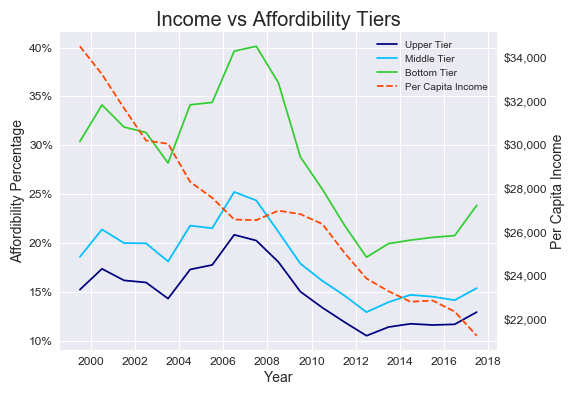 Income vs Affordibility Tiers
40%
35%
30%
25%
20%
15%
10%
Affordibility Percentage
Upper Tier
Middle Tier
Bottom Tier
Per Capita Income
$34,000
$32,000
$30,000
$28,000
$26,000
$24,000
$22,000
Per Capita Income
2000 2002 2004 2006 2008 2010 2012 2014 2016 2018
Year